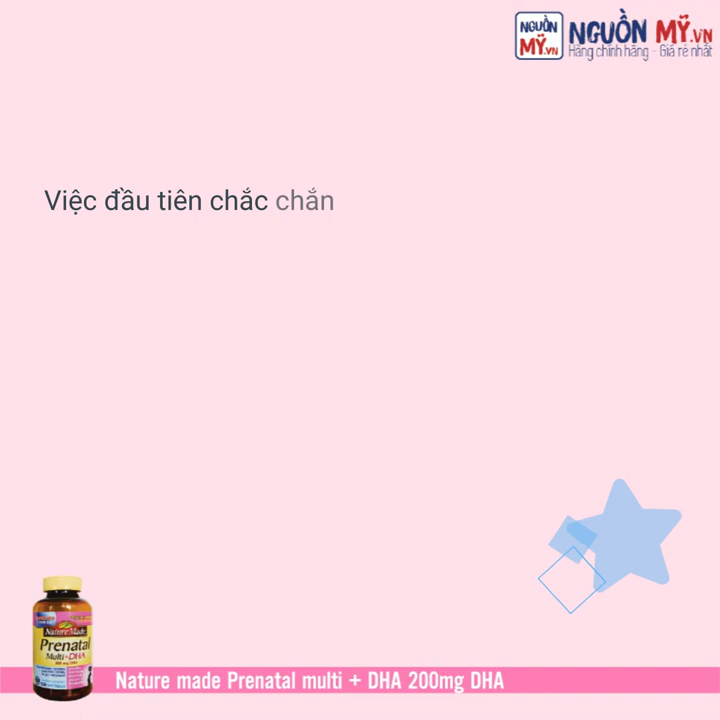 NGUỒN MỸ.VN
NGUỒN MỸ.VN
Hàng chính hãng - Giá rẻ nhất
Việc đầu tiên chắc chắn
Nature Made
Prenatal
Multi+DHA
Nature made Prenatal multi + DHA 200mg DHA